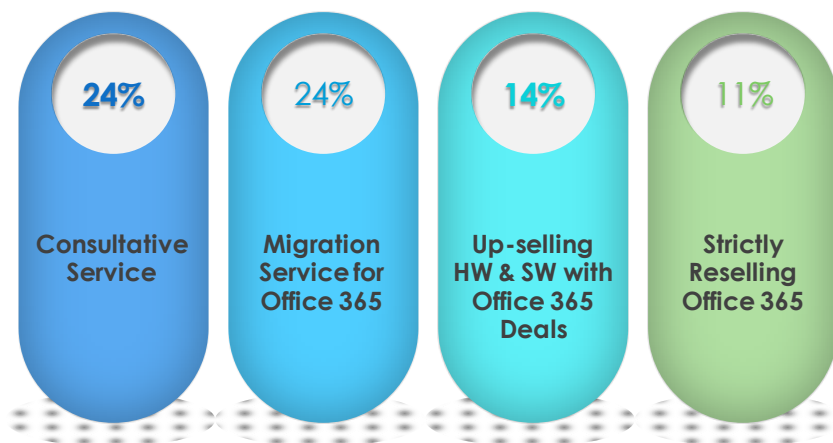 24%
Consultative
Service
24%
Migration
Service for
Office 365
14%
Up-selling
HW & SW with
Office 365
Deals
11%
Strictly
Reselling
Office 365